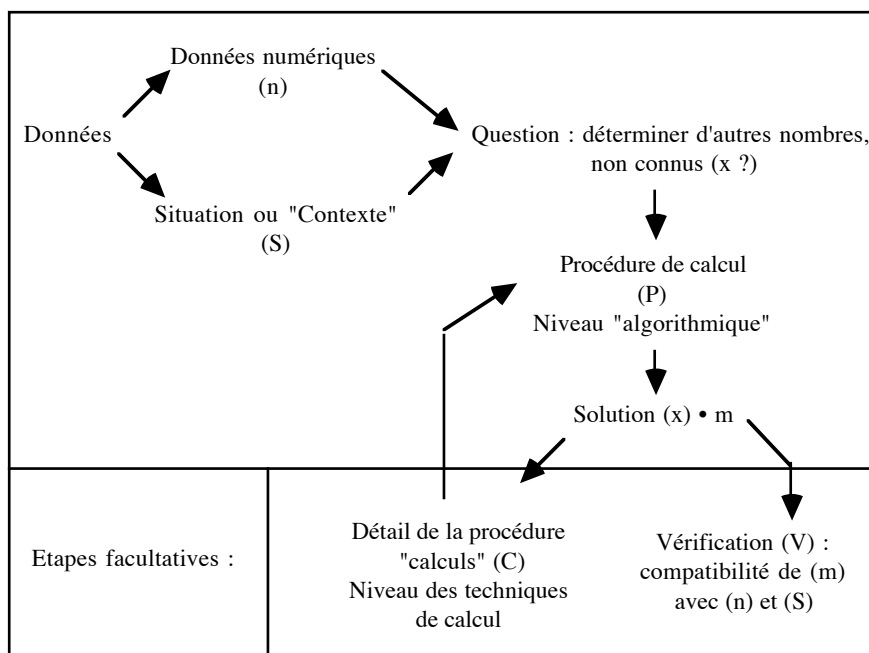 Données numériques
(n)
Données
Question : déterminer d'autres nombres,
non connus (x ?)
Situation ou "Contexte"
(S)
Procédure de calcul
(P)
Niveau "algorithmique"
Solution (x) • m
Etapes facultatives :
Détail de la procédure
"calculs" (C)
Niveau des techniques
de calcul
Vérification (V) :
compatibilité de (m)
avec (n) et (S)